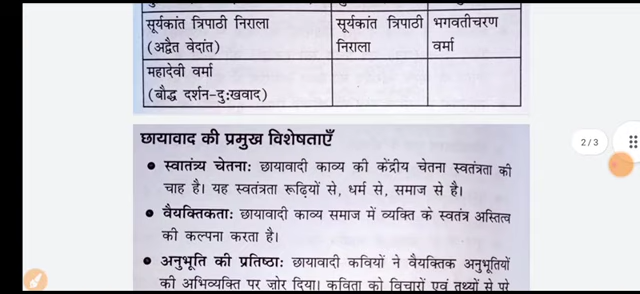 सूर्यकांत त्रिपाठी निराला सूर्यकांत त्रिपाठी भगवतीचरण
(अद्वैत वेदांत) निराला वर्मा
महादेवी वर्मा
(बौद्ध दर्शन-दुःखवाद)
छायावाद की प्रमुख विशेषताएँ
2/3
● स्वातंत्र्य चेतना: छायावादी काव्य की केंद्रीय चेतना स्वतंत्रता की
चाह है। यह स्वतंत्रता रूढ़ियों से, धर्म से, समाज से है।
● वैयक्तिकता: छायावादी काव्य समाज में व्यक्ति के स्वतंत्र अस्तित्व
की कल्पना करता है।
● अनुभूति की प्रतिष्ठा: छायावादी कवियों ने वैयक्तिक अनुभूतियों
की अभिव्यक्ति पर ज़ोर दिया। कविता को विचारों एवं तथ्यों से परे